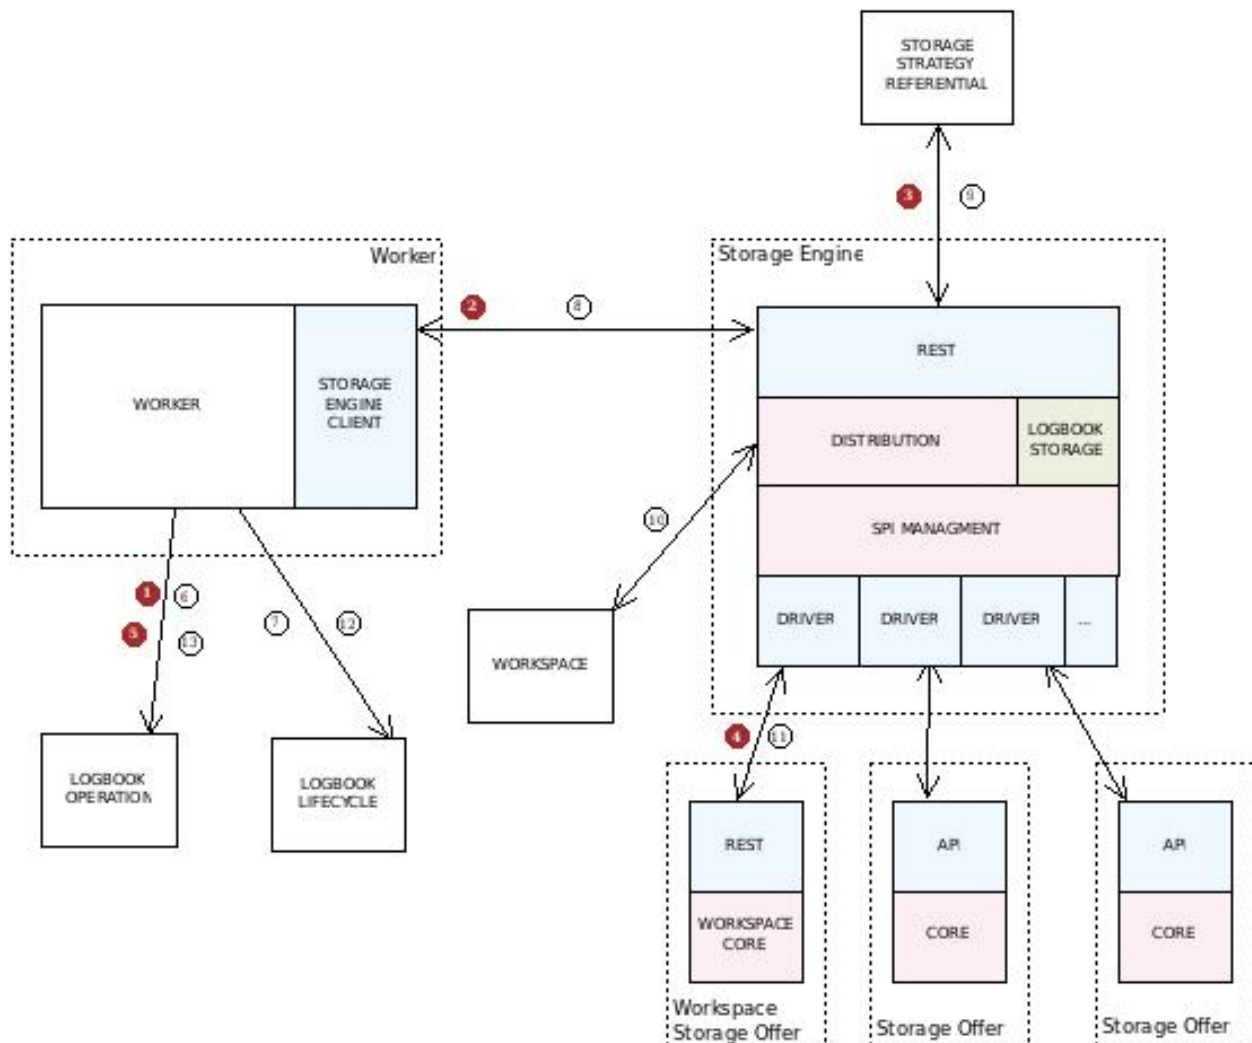 STORAGE
STRATEGY
REFERENTIAL
3
9
Worker
Storage Engine
2
8
WORKER
STORAGE
ENGINE
CLIENT
REST
DISTRIBUTION
LOGBOOK
STORAGE
SPI MANAGMENT
10
DRIVER
DRIVER
DRIVER
...
1
6
5
13
7
12
WORKSPACE
4
11
LOGBOOK
OPERATION
LOGBOOK
LIFECYCLE
REST
WORKSPACE
CORE
Workspace
Storage Offer
API
CORE
Storage Offer
API
CORE
Storage Offer